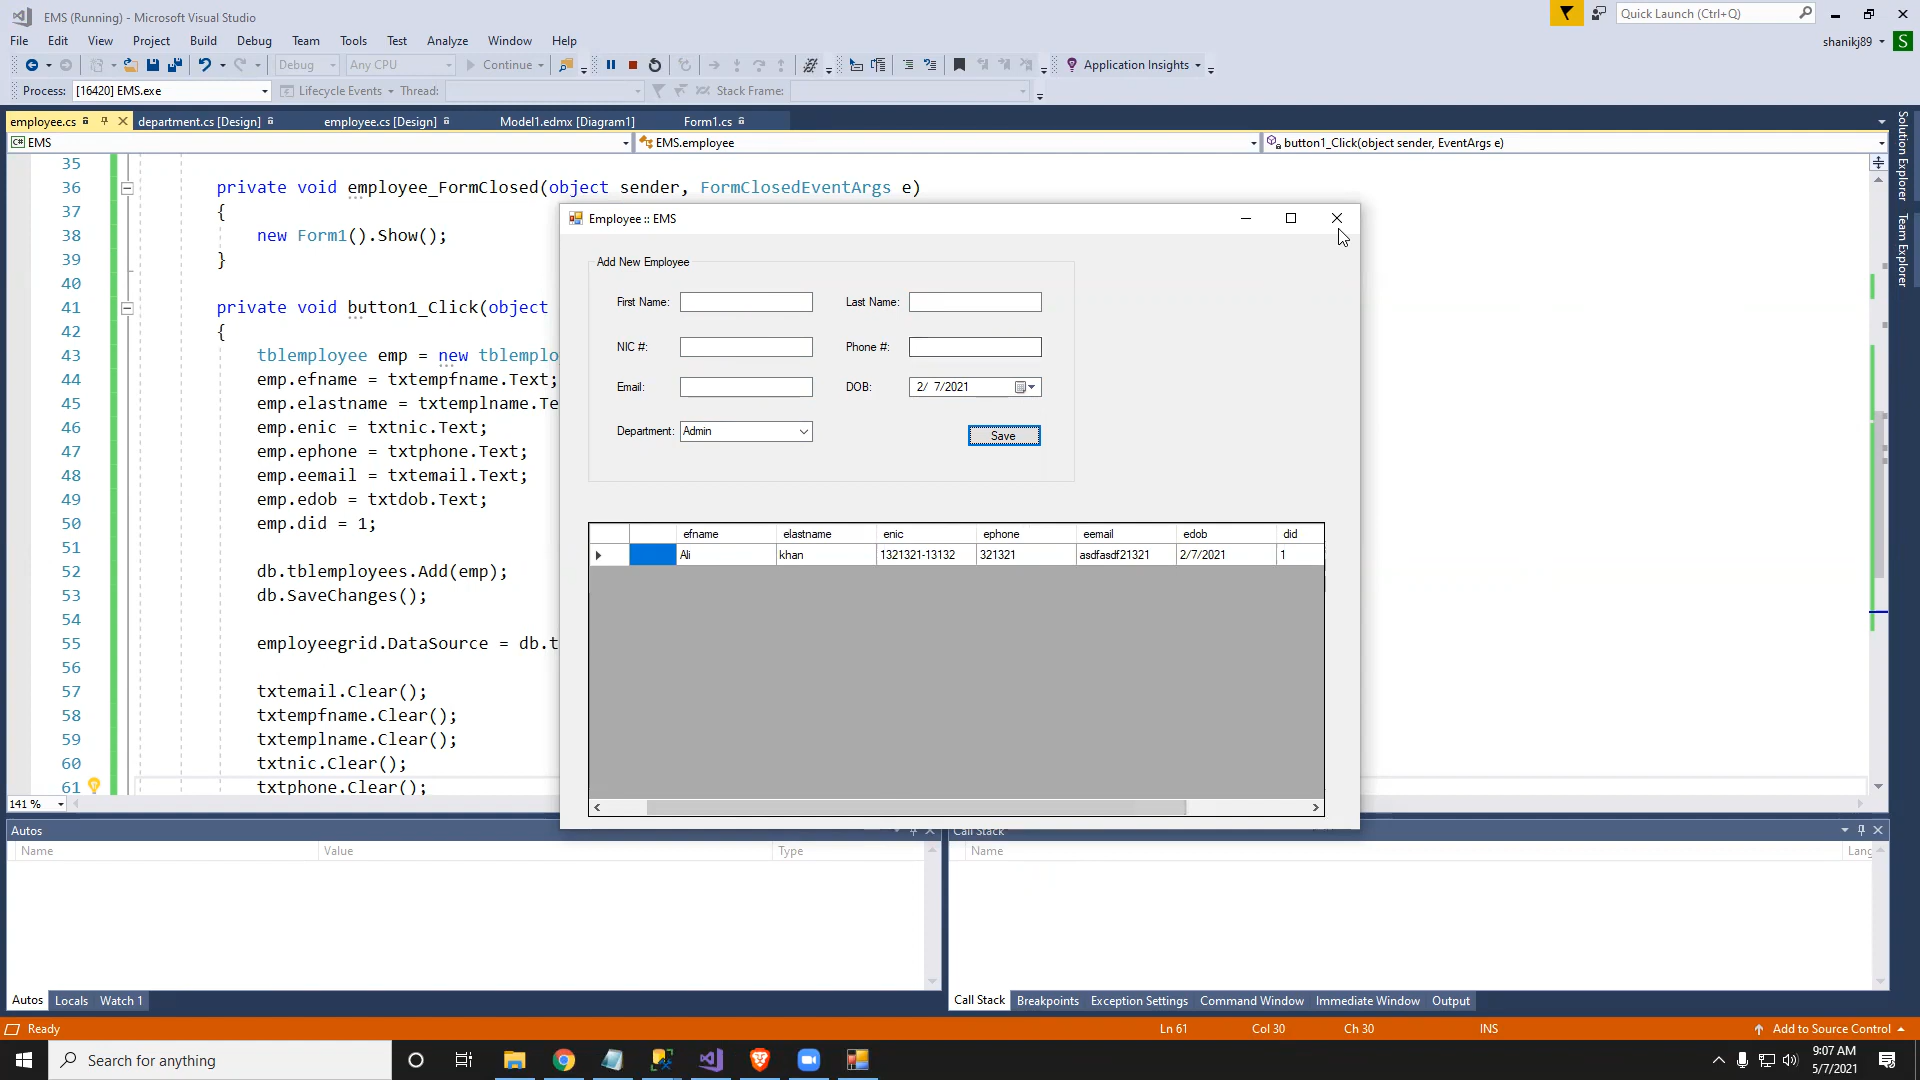 EMS (Running) - Microsoft Visual Studio
Quick Launch (Ctrl+Q)
File Edit View Project Build Debug Team Tools Test Analyze Window Help
shanikj89 S
Debug Any CPU Continue Application Insights
Process: [16420] EMS.exe Lifecycle Events Thread: Stack Frame:
employee.cs department.cs [Design] employee.cs [Design] Model1.edmx [Diagram1] Form1.cs
C# EMS EMS.employee button1_Click(object sender, EventArgs e)
Solution Explorer
Team Explorer
35
36 private void employee_FormClosed(object sender, FormClosedEventArgs e)
37 {
38 new Form1().Show();
39 }
40
41 private void button1_Click(object
42 {
43 tblemployee emp = new tblemplo
44 emp.efname = txtempfname.Text;
45 emp.elastname = txtemplname.Te
46 emp.enic = txtnic.Text;
47 emp.ephone = txtphone.Text;
48 emp.eemail = txtemail.Text;
49 emp.edob = txtdob.Text;
50 emp.did = 1;
51
52 db.tblemployees.Add(emp);
53 db.SaveChanges();
54
55 employeegrid.DataSource = db.t
56
57 txtemail.Clear();
58 txtempfname.Clear();
59 txtemplname.Clear();
60 txtnic.Clear();
61 txtphone.Clear();
141 %
Employee :: EMS
Add New Employee
First Name: Last Name:
NIC #: Phone #:
Email: DOB: 2/ 7/2021
Department: Admin Save
efname elastname enic ephone eemail edob did
Ali khan 1321321-13132 321321 asdfasdf21321 2/7/2021 1
Autos
Name Value Type
Call Stack
Name Lang
Autos Locals Watch 1
Call Stack Breakpoints Exception Settings Command Window Immediate Window Output
Ready Ln 61 Col 30 Ch 30 INS Add to Source Control
Search for anything
9:07 AM
5/7/2021